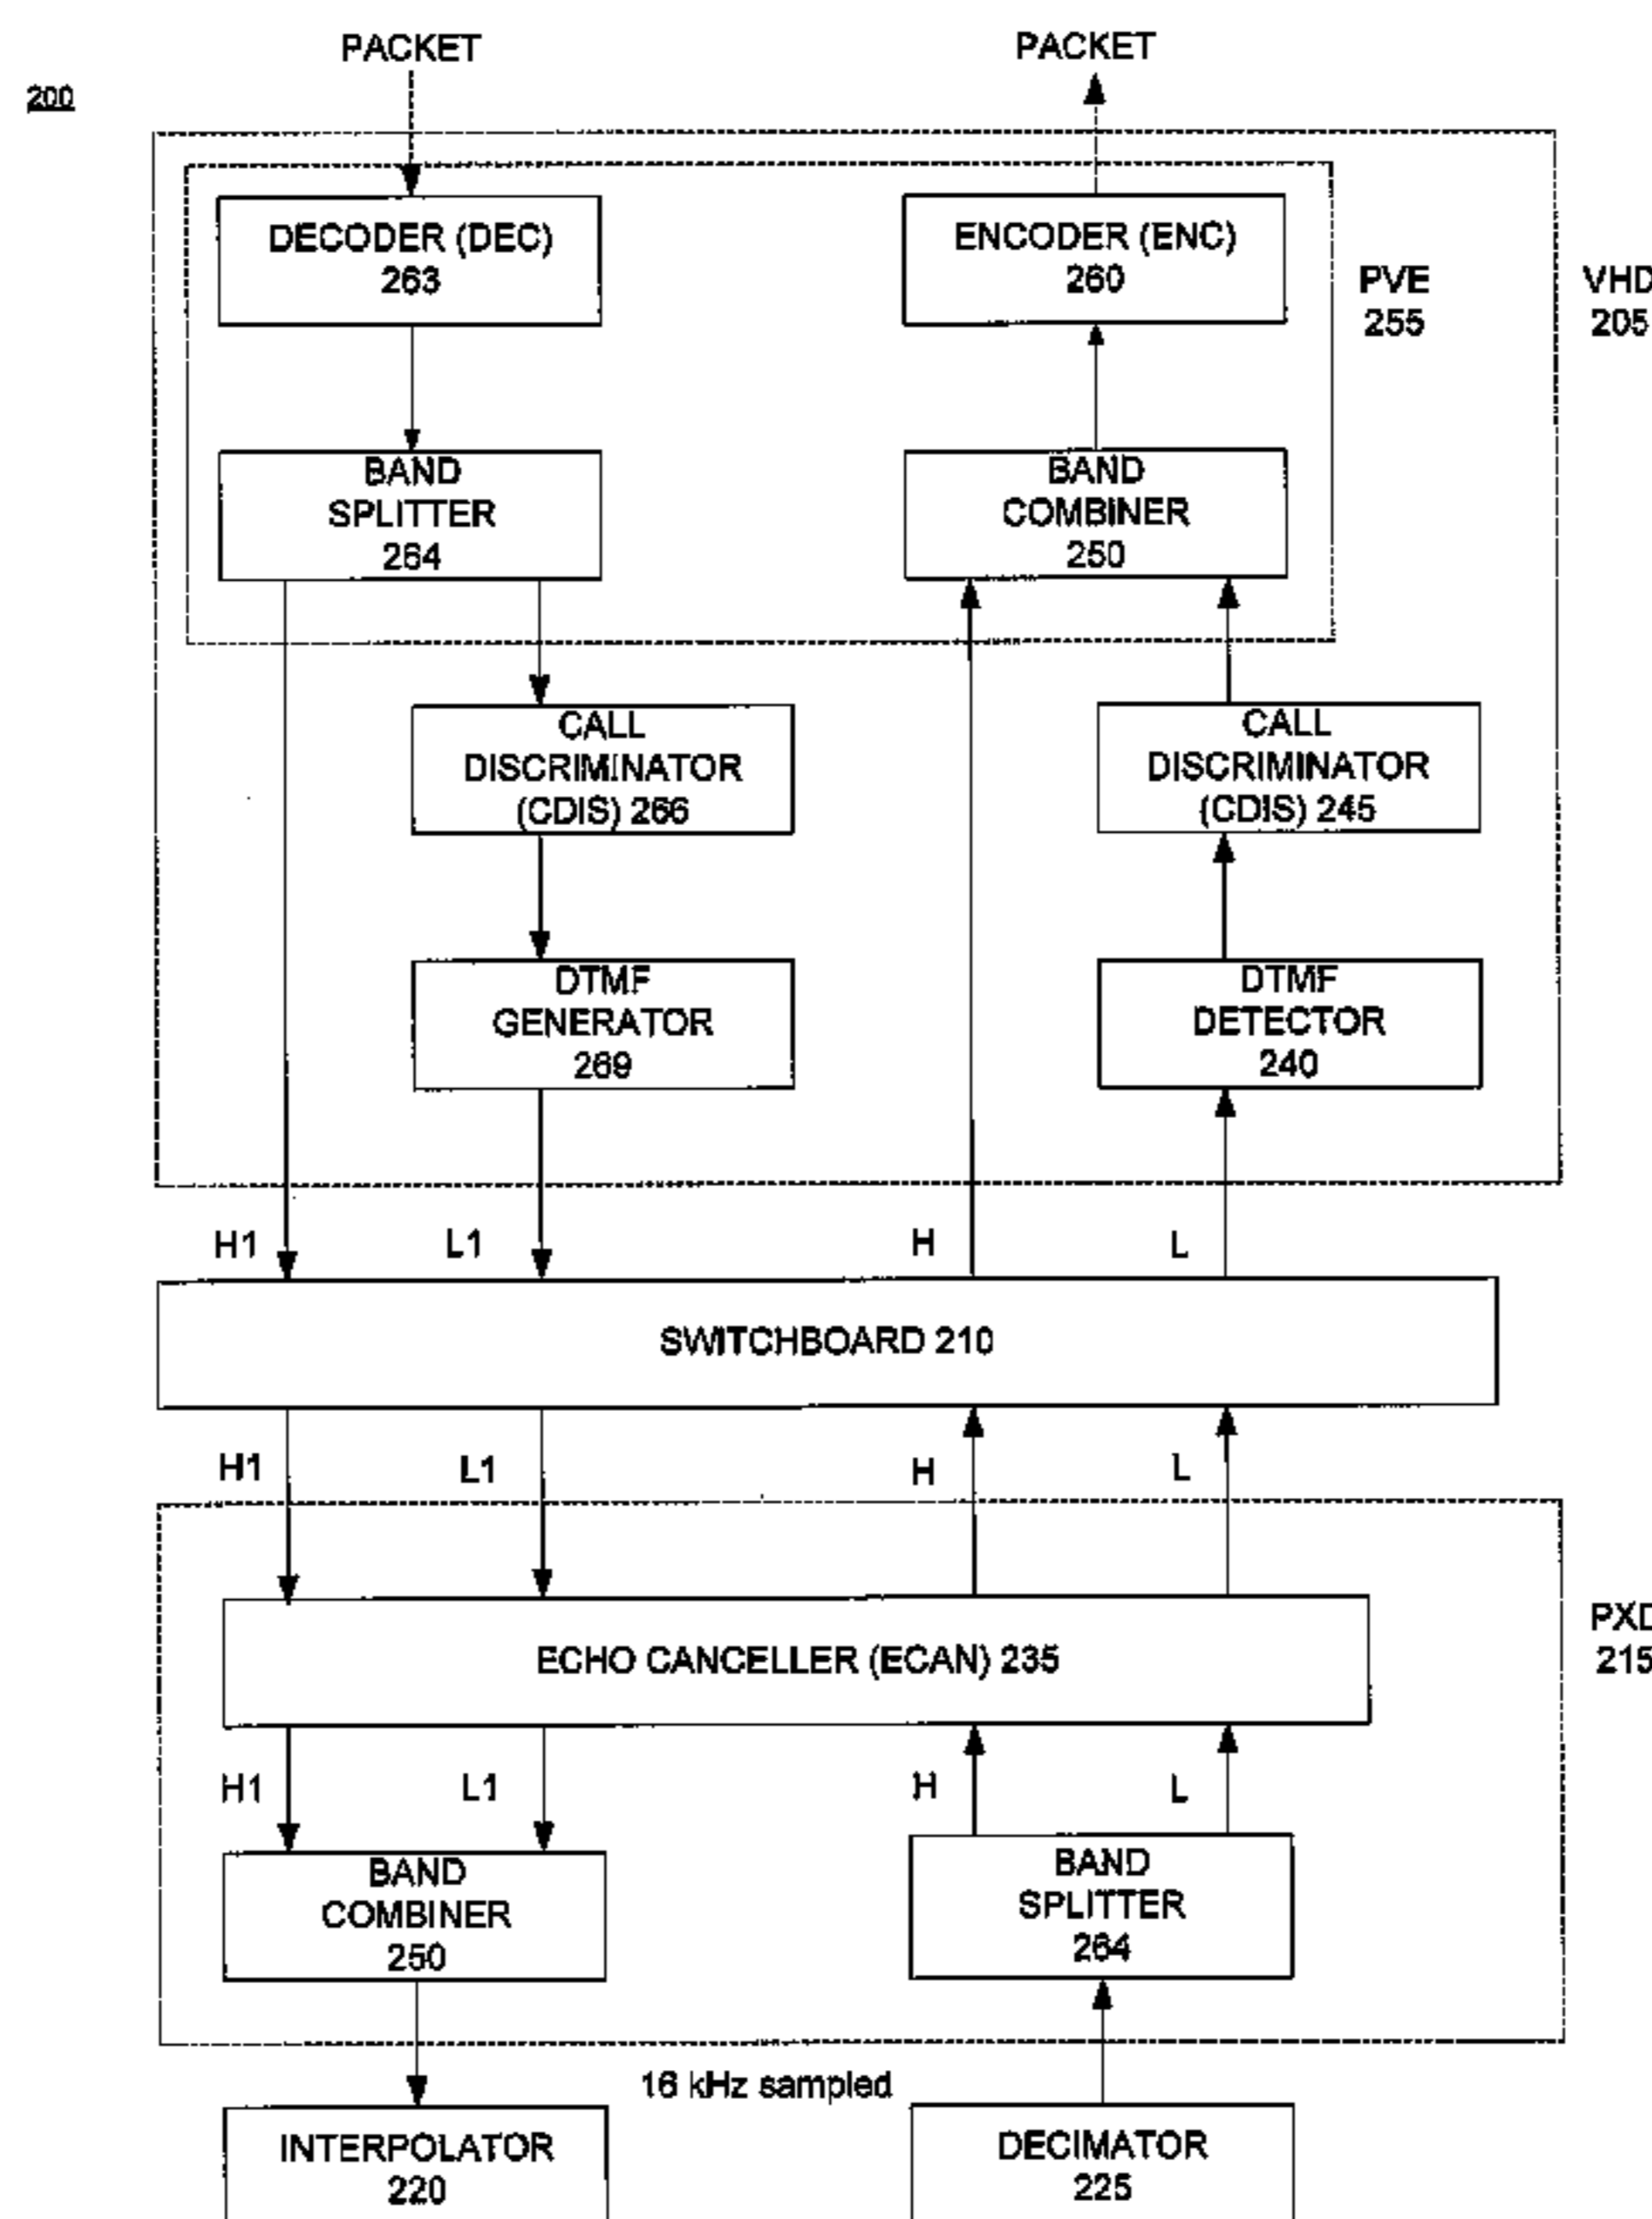 PACKET
PACKET
200
DECODER (DEC)
263
ENCODER (ENC)
260
PVE
255
VHD
205
BAND
SPLITTER
264
BAND
COMBINER
250
CALL
DISCRIMINATOR
(CDIS) 266
CALL
DISCRIMINATOR
(CDIS) 245
DTMF
GENERATOR
269
DTMF
DETECTOR
240
H1
L1
H
L
SWITCHBOARD 210
H1
L1
H
L
PXD
215
ECHO CANCELLER (ECAN) 235
H1
L1
H
L
BAND
COMBINER
250
BAND
SPLITTER
264
16 kHz sampled
INTERPOLATOR
220
DECIMATOR
225